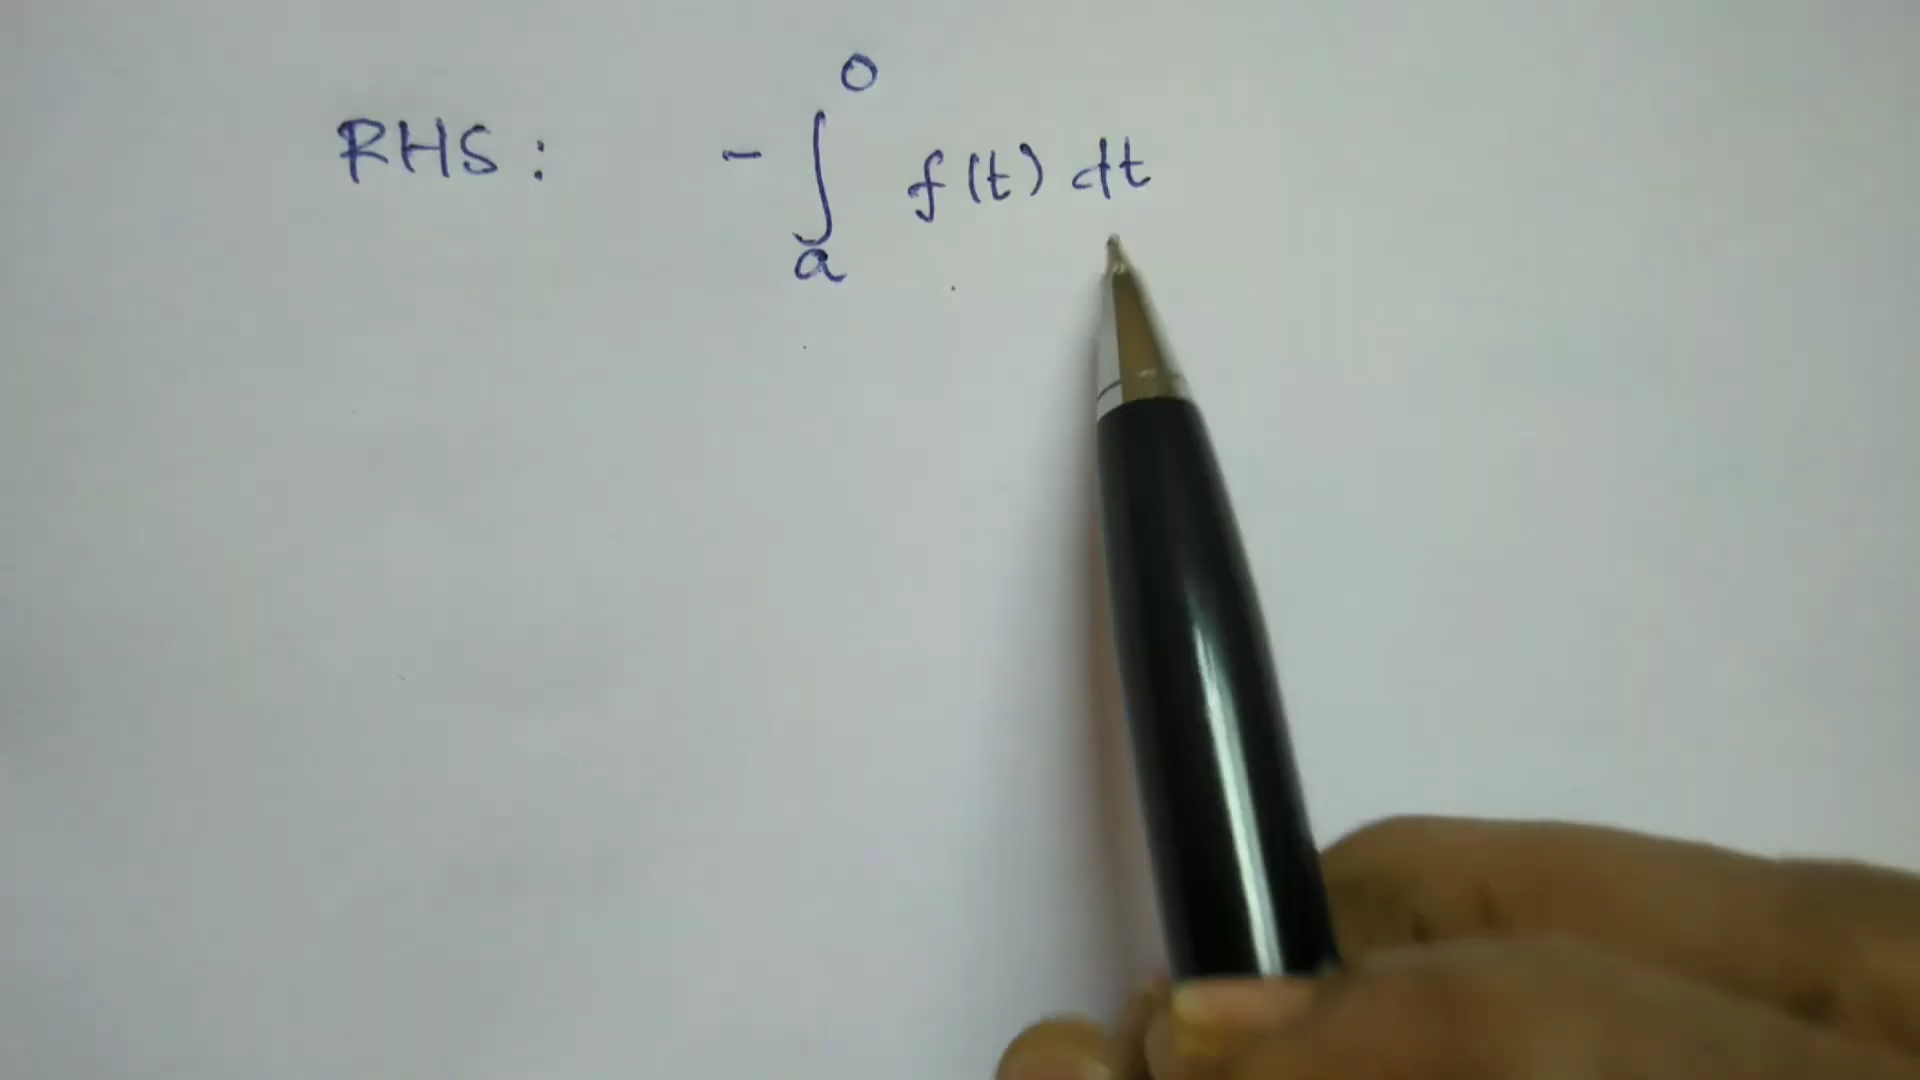 RHS : - ∫ₐ⁰ f(t) dt